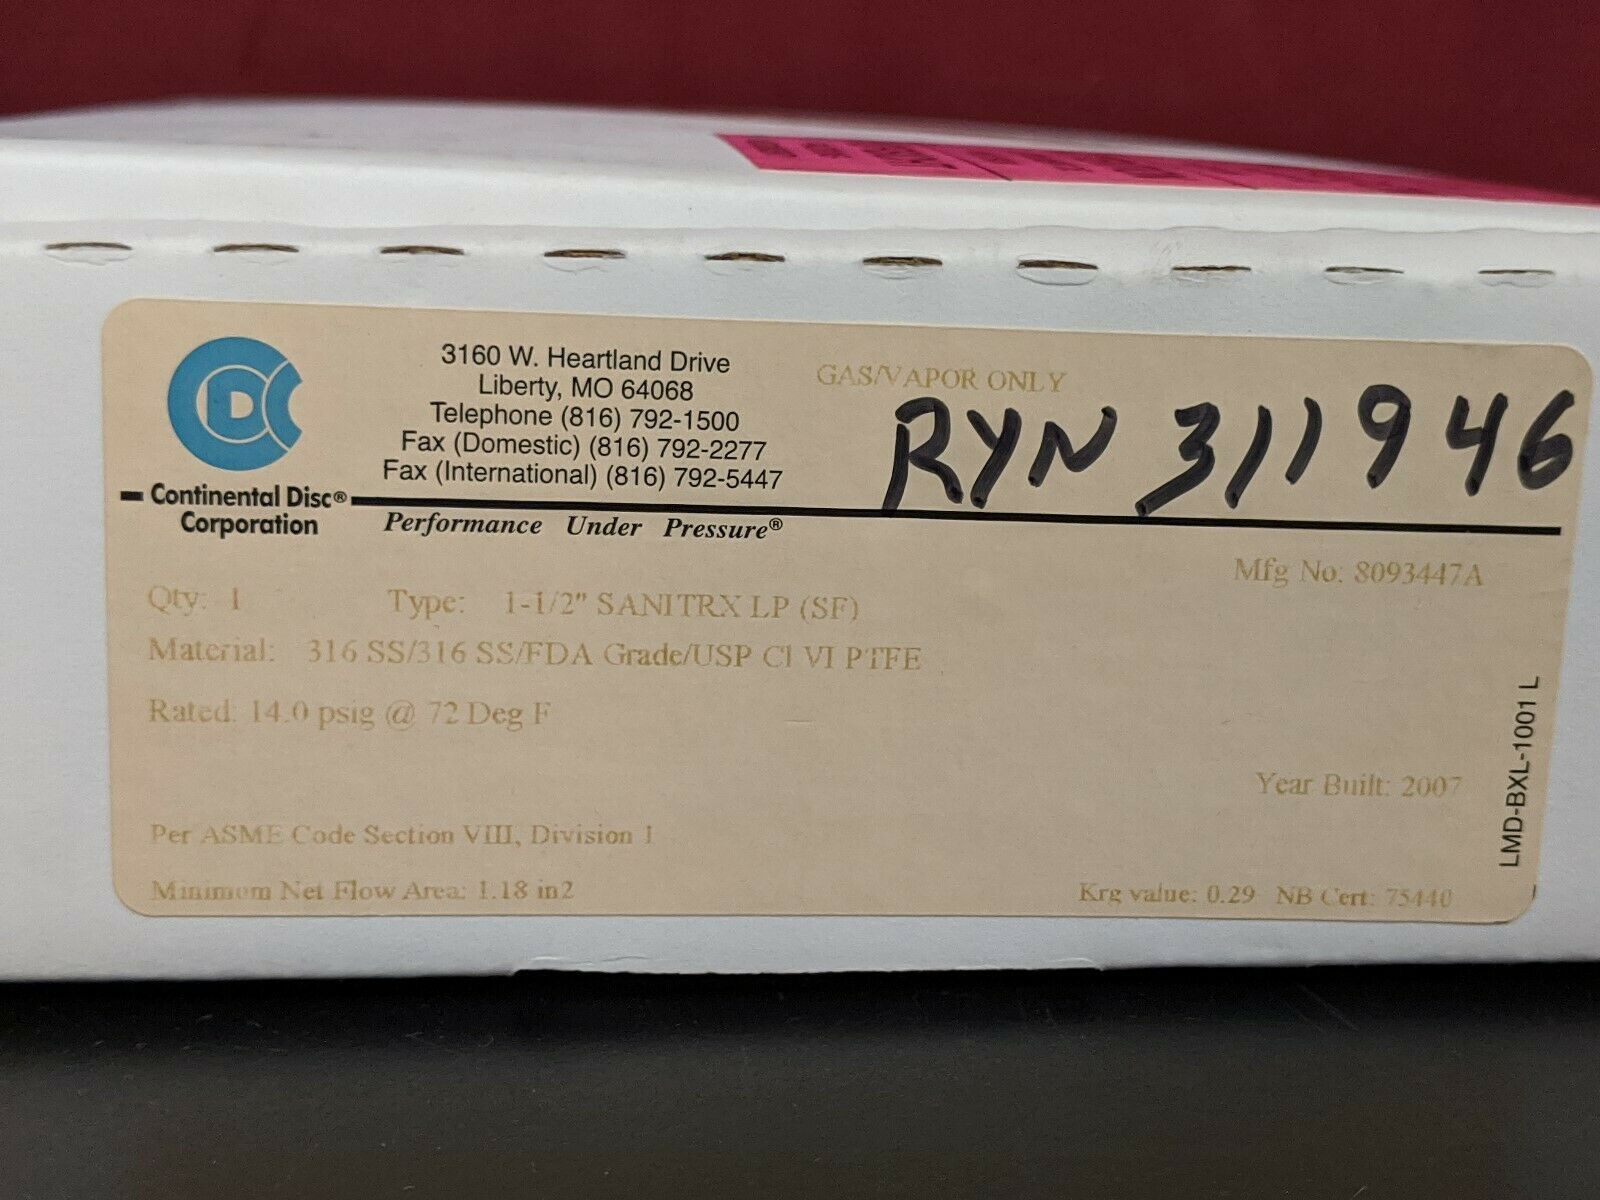 3160 W. Heartland Drive
Liberty, MO 64068
Telephone (816) 792-1500
Fax (Domestic) (816) 792-2277
Fax (International) (816) 792-5447
CDC
Continental Disc®
Corporation
Performance Under Pressure®
GAS/VAPOR ONLY
RYN 311946
Mfg No: 8093447A
Qty: 1 Type: 1-1/2" SANITRX LP (SF)
Material: 316 SS/316 SS/FDA Grade/USP Cl VI PTFE
Rated: 14.0 psig @ 72 Deg F
Year Built: 2007
Per ASME Code Section VIII, Division 1
Minimum Net Flow Area: 1.18 in2
Krg value: 0.29 NB Cert: 75440
LMD-BXL-1001 L